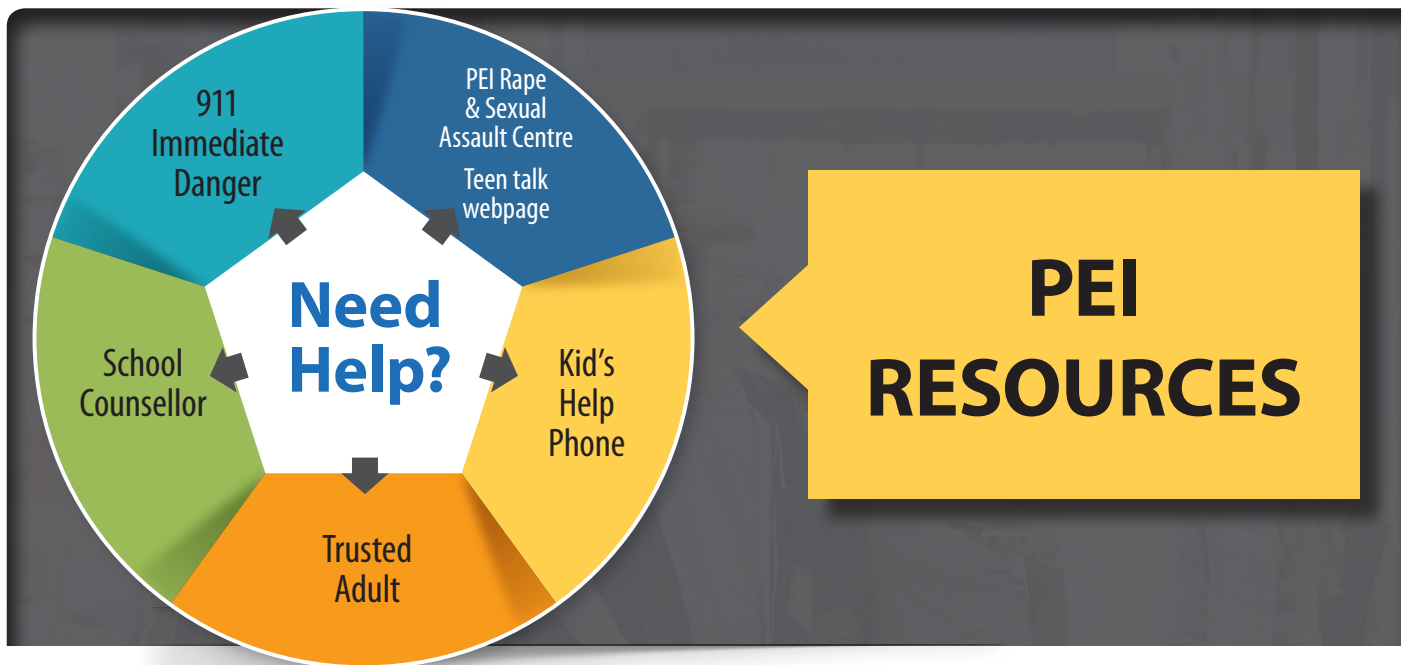 911
Immediate
Danger
PEI Rape
& Sexual
Assault Centre
Teen talk
webpage
School
Counsellor
Need
Help?
Kid's
Help
Phone
Trusted
Adult
PEI
RESOURCES